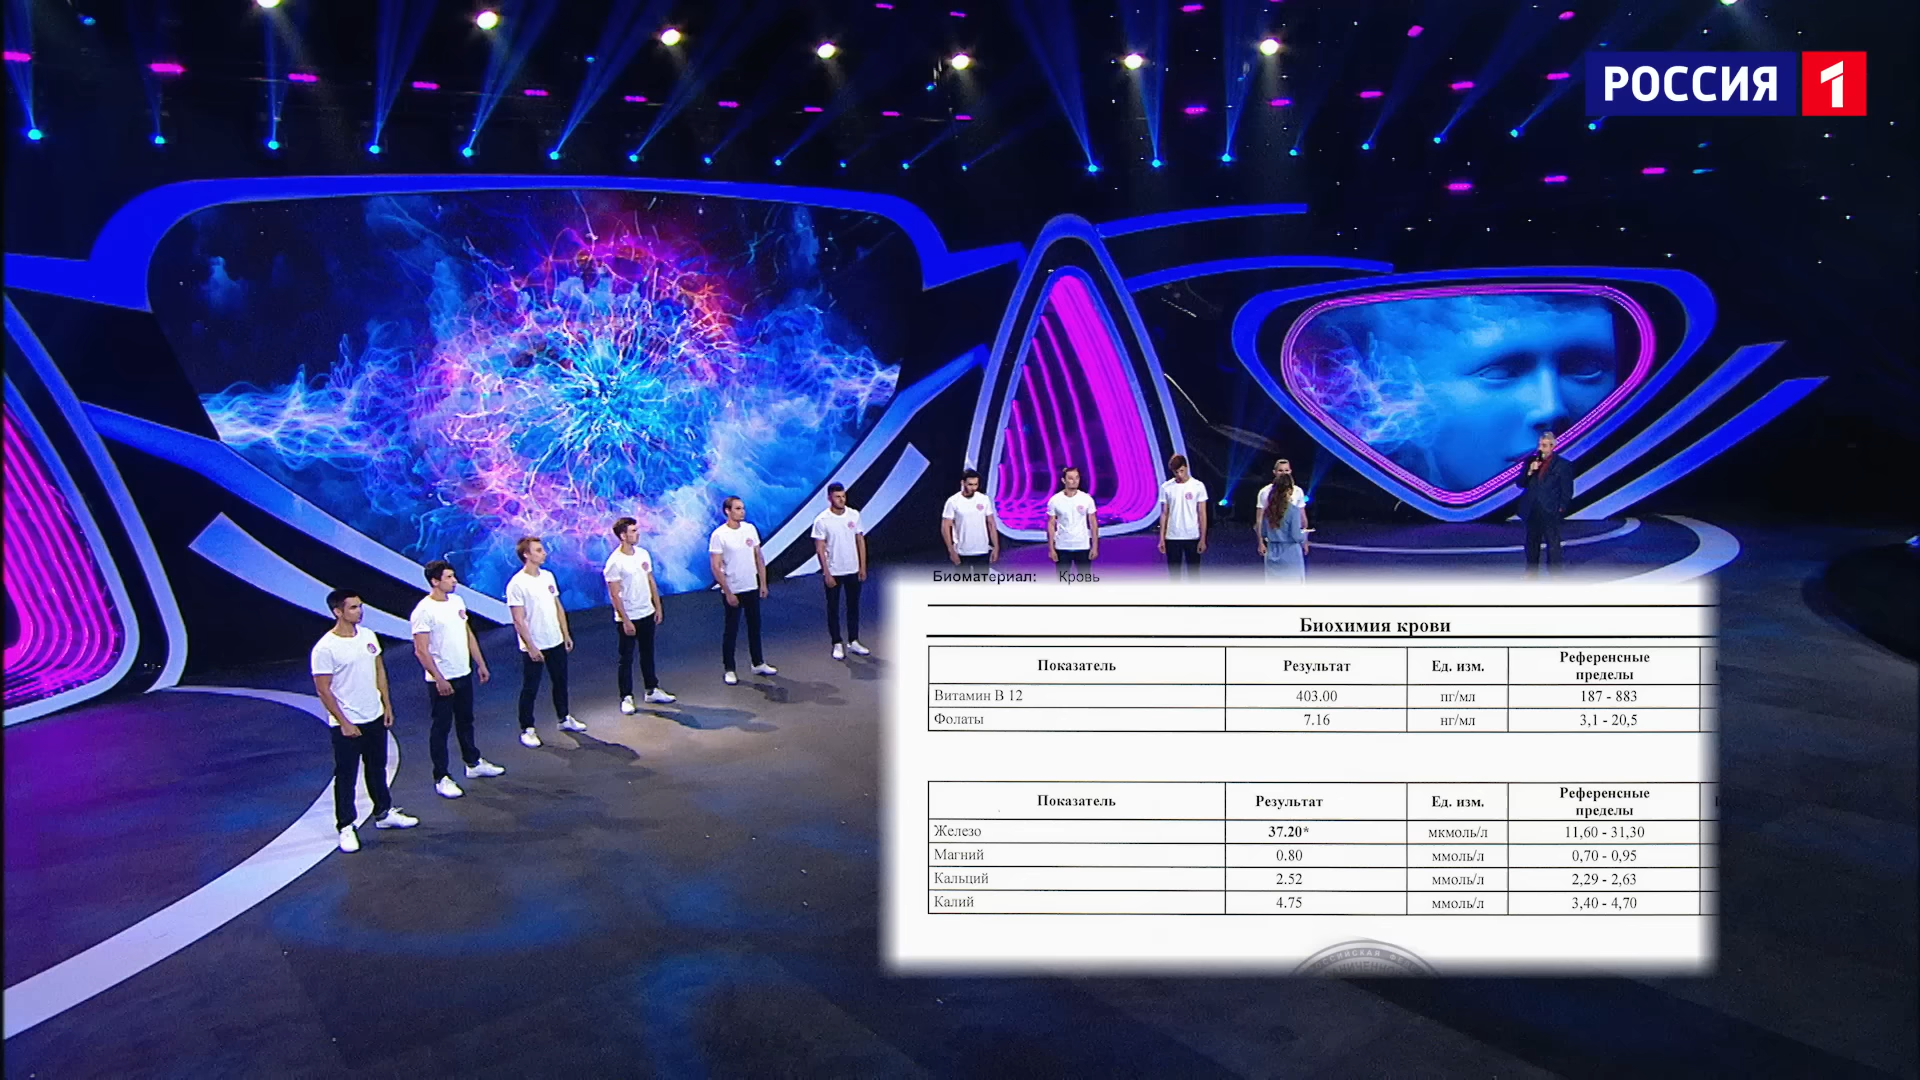 РОССИЯ 1
Биоматериал: Кровь
Биохимия крови
Показатель Результат Ед. изм. Референсные пределы
Витамин В 12 403.00 пг/мл 187 - 883
Фолаты 7.16 нг/мл 3,1 - 20,5
Показатель Результат Ед. изм. Референсные пределы
Железо 37.20* мкмоль/л 11,60 - 31,30
Магний 0.80 ммоль/л 0,70 - 0,95
Кальций 2.52 ммоль/л 2,29 - 2,63
Калий 4.75 ммоль/л 3,40 - 4,70